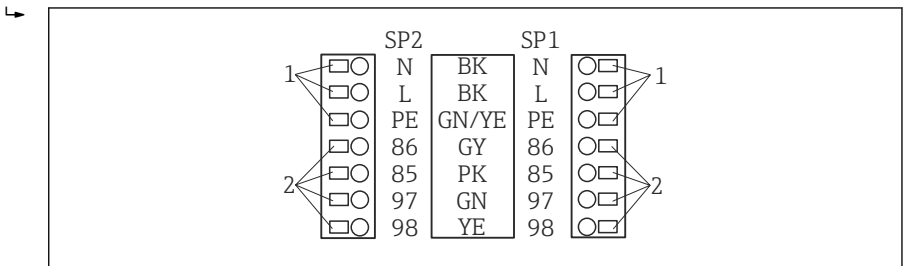 SP2 SP1
N BK N
1 L BK L 1
PE GN/YE PE
86 GY 86
2 85 PK 85 2
97 GN 97
98 YE 98